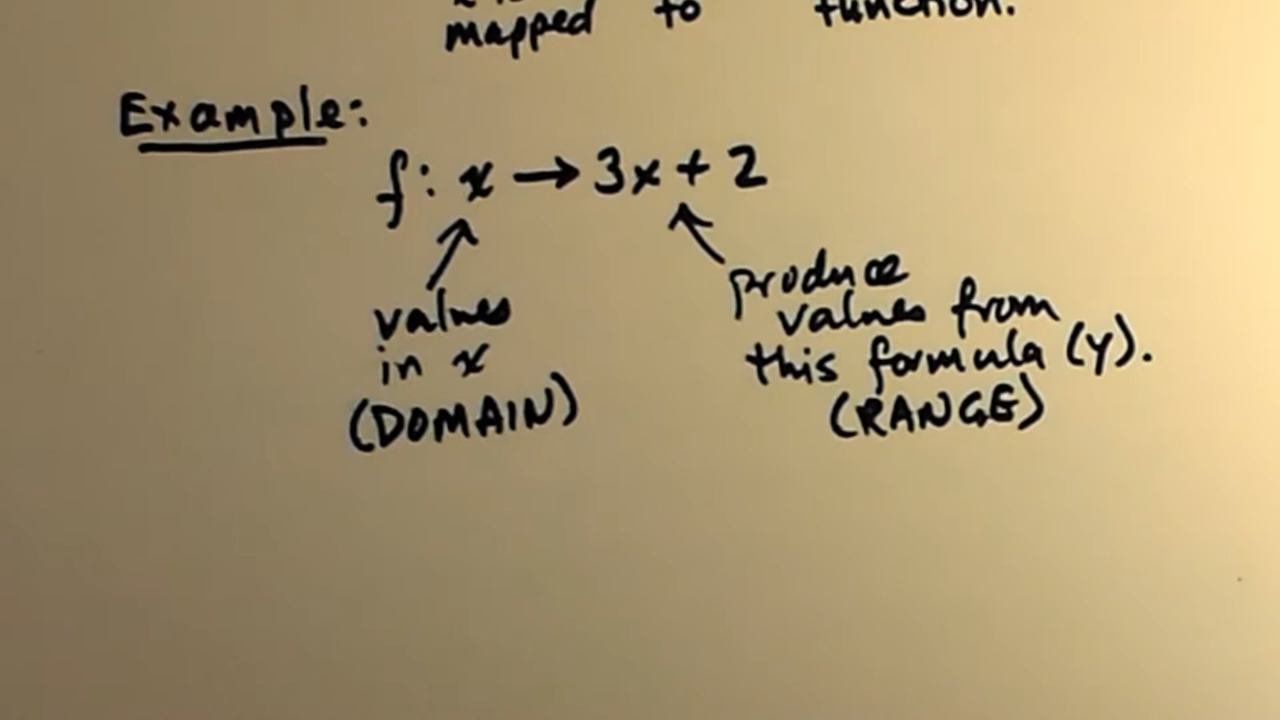 mapped to function.
Example:
f: x → 3x + 2
values
in x
(DOMAIN)
produce
values from
this formula (y).
(RANGE)